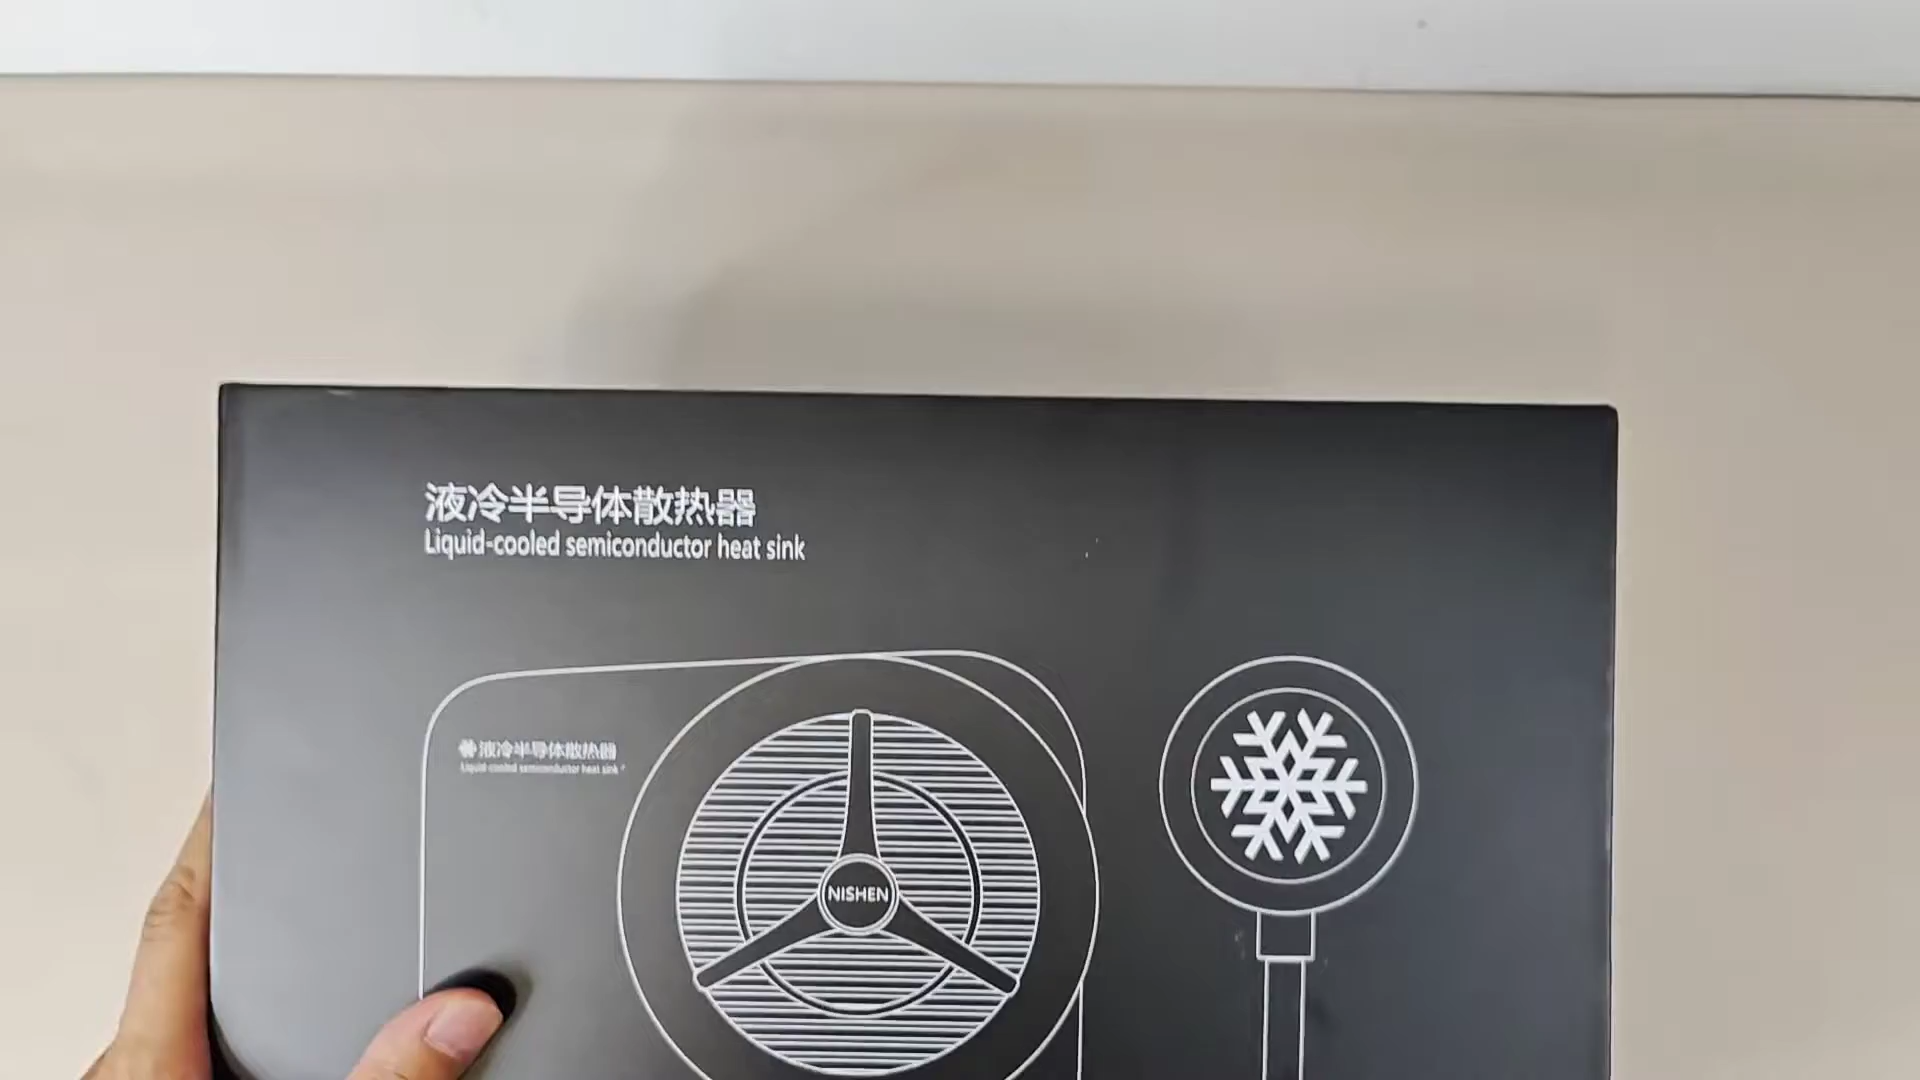 液冷半导体散热器
Liquid-cooled semiconductor heat sink
液冷半导体散热器
Liquid-cooled semiconductor heat sink
NISHEN